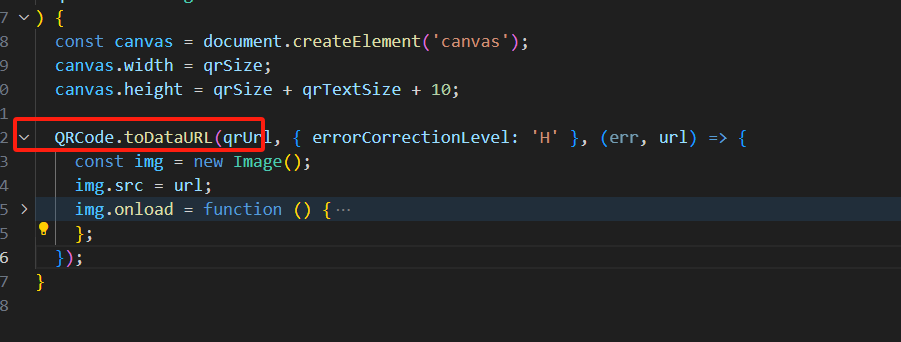 7 ) {
8 const canvas = document.createElement('canvas');
9 canvas.width = qrSize;
0 canvas.height = qrSize + qrTextSize + 10;
1
2 QRCode.toDataURL(qrUrl, { errorCorrectionLevel: 'H' }, (err, url) => {
3 const img = new Image();
4 img.src = url;
5 img.onload = function () { ···
5 };
6 });
7 }
8